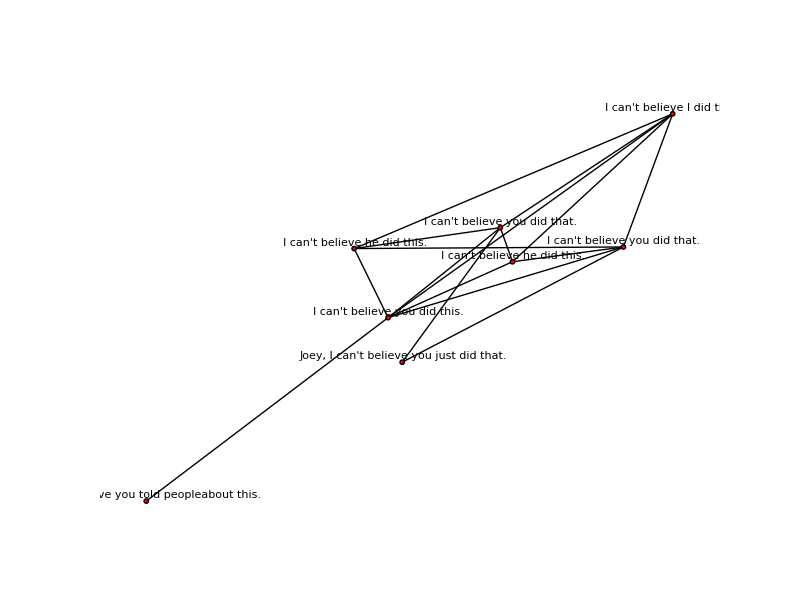 I can't believe I did t
I can't believe you did that.
I can't believe he did this.
I can't believe you did that.
I can't believe he did this.
I can't believe you did this.
Joey, I can't believe you just did that.
ve you told peopleabout this.